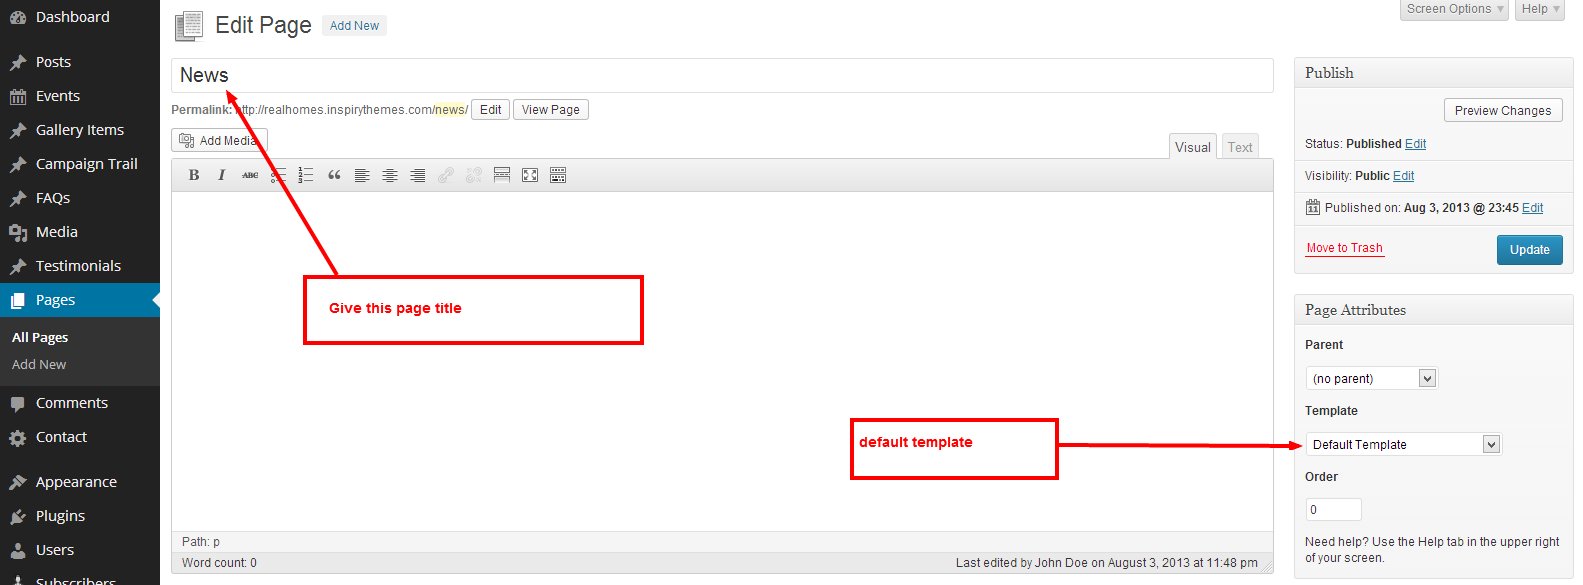 Dashboard
Posts
Events
Gallery Items
Campaign Trail
FAQs
Media
Testimonials
Pages
All Pages
Add New
Comments
Contact
Appearance
Plugins
Users
Subscribers
Screen Options
Help
Edit Page
Add New
News
Permalink: http://realhomes.inspirythemes.com/news/ Edit View Page
Add Media
Visual
Text
B I ABC
Give this page title
default template
Path: p
Word count: 0
Last edited by John Doe on August 3, 2013 at 11:48 pm
Publish
Preview Changes
Status: Published Edit
Visibility: Public Edit
11 Published on: Aug 3, 2013 @ 23:45 Edit
Move to Trash
Update
Page Attributes
Parent
(no parent)
Template
Default Template
Order
0
Need help? Use the Help tab in the upper right
of your screen.